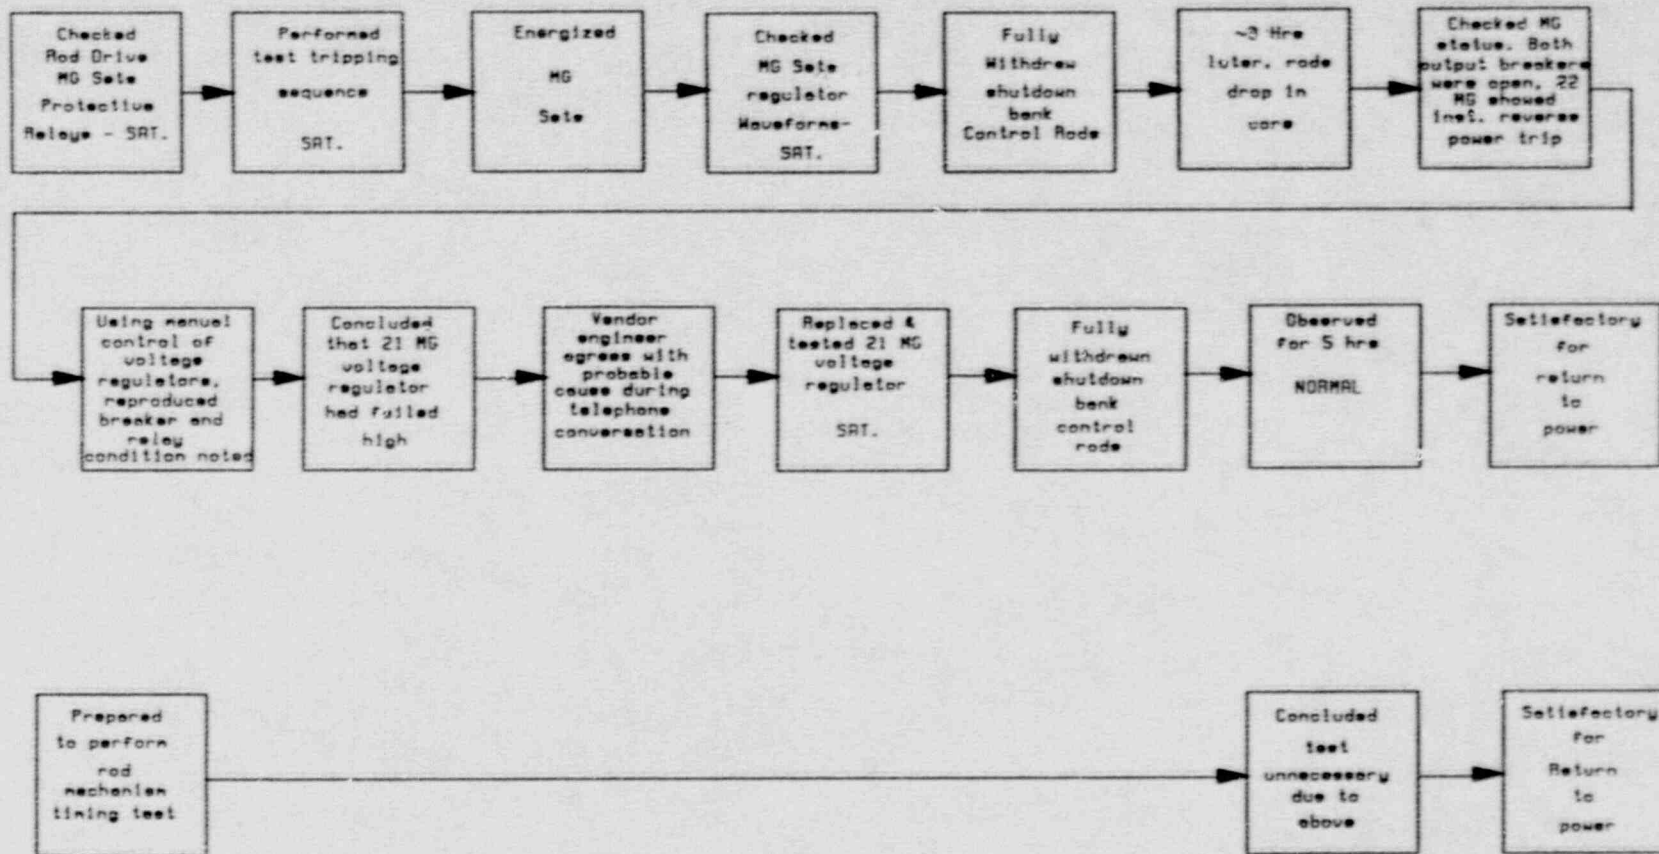 Checked
Rod Drive
MG Sets
Protective
Relays - SAT.
Performed
test tripping
sequence
SAT.
Energized
MG
Sets
Checked
MG Sets
regulator
Waveforms-
SAT.
Fully
Withdrew
shutdown
bank
Control Rods
~3 Hrs
later, rods
drop in
core
Checked MG
status. Both
output breakers
were open, 22
MG showed
inst. reverse
power trip
Using manual
control of
voltage
regulators,
reproduced
breaker and
relay
condition noted
Concluded
that 21 MG
voltage
regulator
had failed
high
Vendor
engineer
agrees with
probable
cause during
telephone
conversation
Replaced &
tested 21 MG
voltage
regulator
SAT.
Fully
withdrawn
shutdown
bank
control
rods
Observed
for 5 hrs
NORMAL
Satisfactory
for
return
to
power
Prepared
to perform
rod
mechanism
timing test
Concluded
test
unnecessary
due to
above
Satisfactory
for
Return
to
power